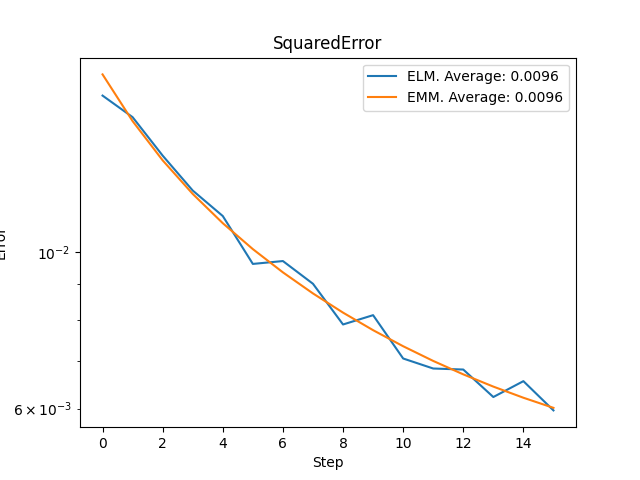 SquaredError
ELM. Average: 0.0096
EMM. Average: 0.0096
Error
10⁻²
6 × 10⁻³
0 2 4 6 8 10 12 14
Step